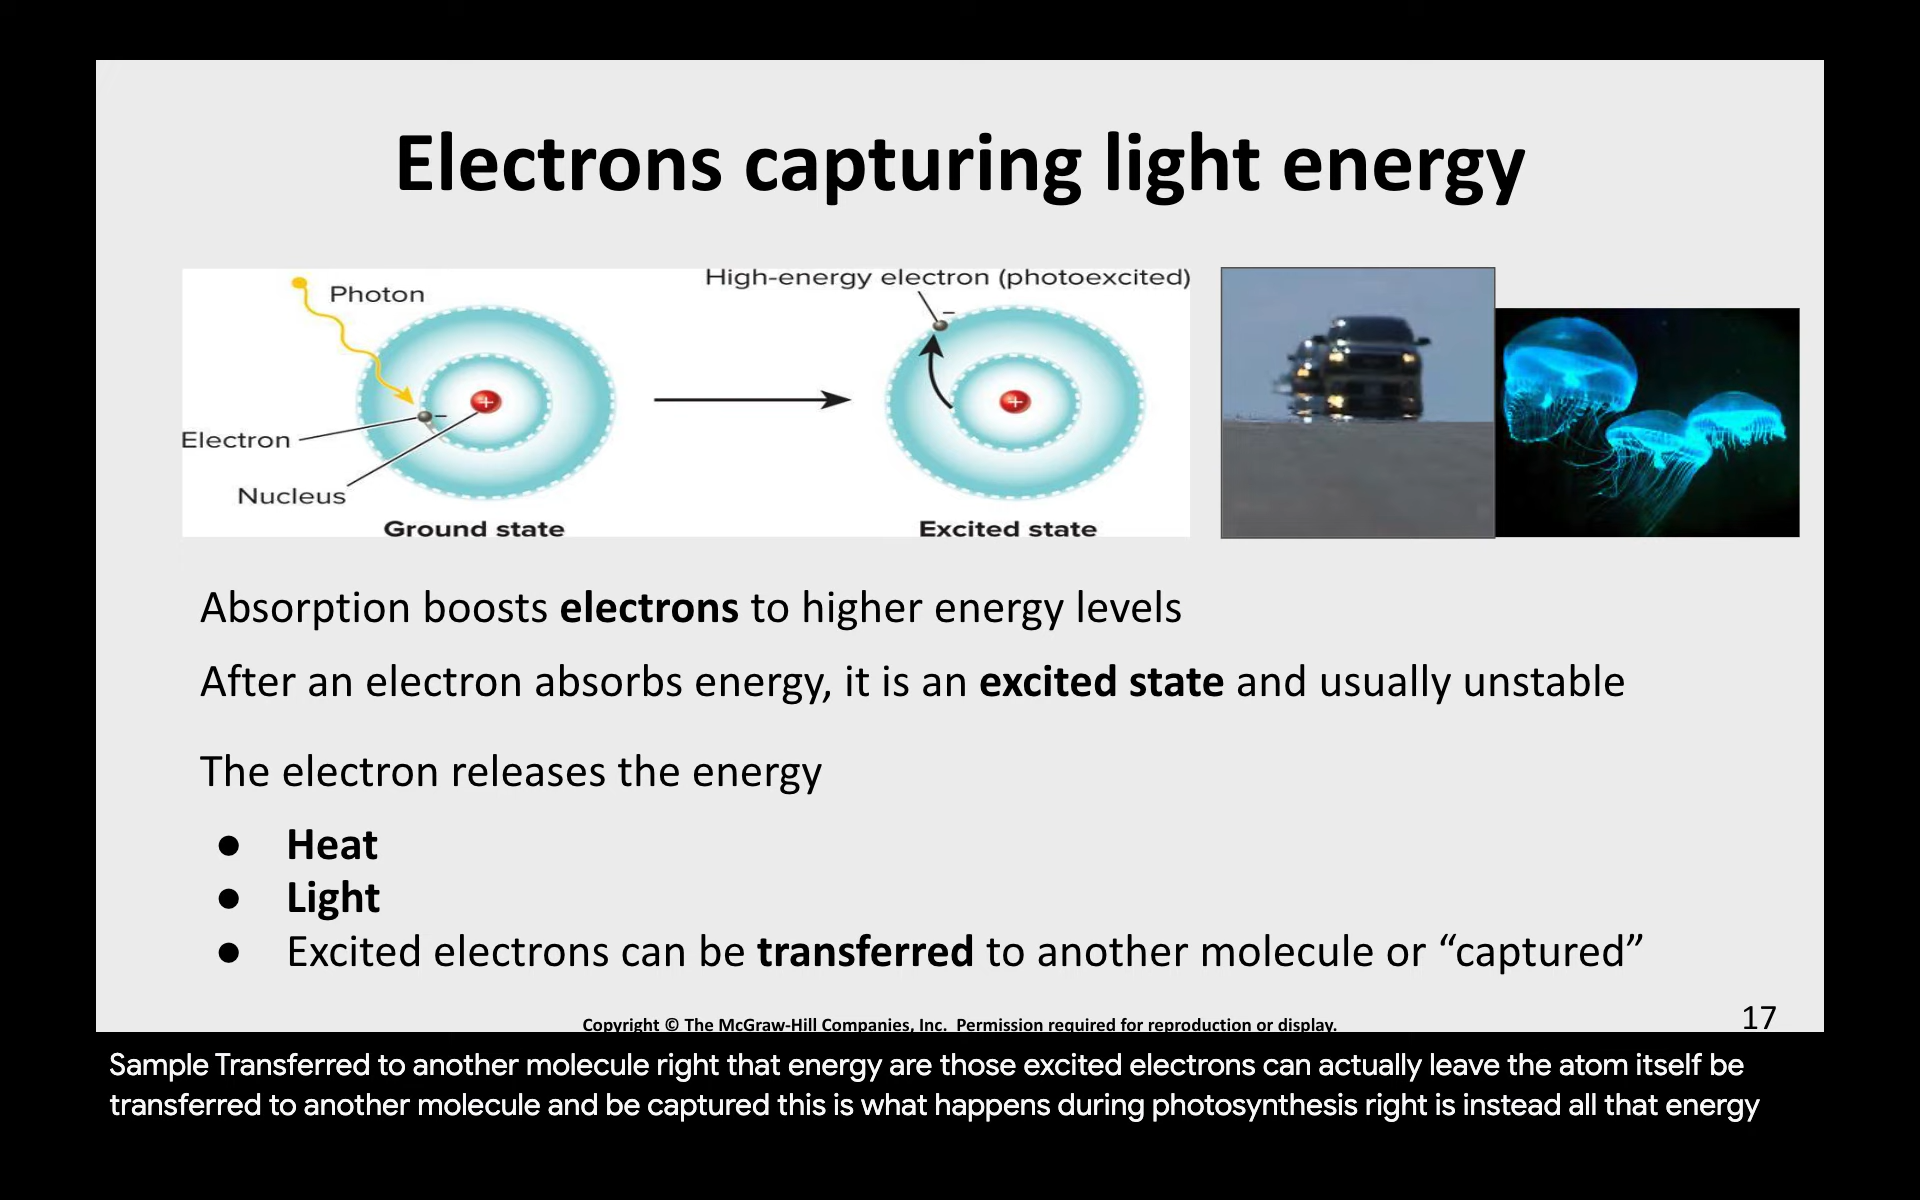 Electrons capturing light energy
Photon
High-energy electron (photoexcited)
−
−
+
+
Electron
Nucleus
Ground state
Excited state
Absorption boosts electrons to higher energy levels
After an electron absorbs energy, it is an excited state and usually unstable
The electron releases the energy
● Heat
● Light
● Excited electrons can be transferred to another molecule or “captured”
Copyright © The McGraw-Hill Companies, Inc. Permission required for reproduction or display.
17
Sample Transferred to another molecule right that energy are those excited electrons can actually leave the atom itself be
transferred to another molecule and be captured this is what happens during photosynthesis right is instead all that energy